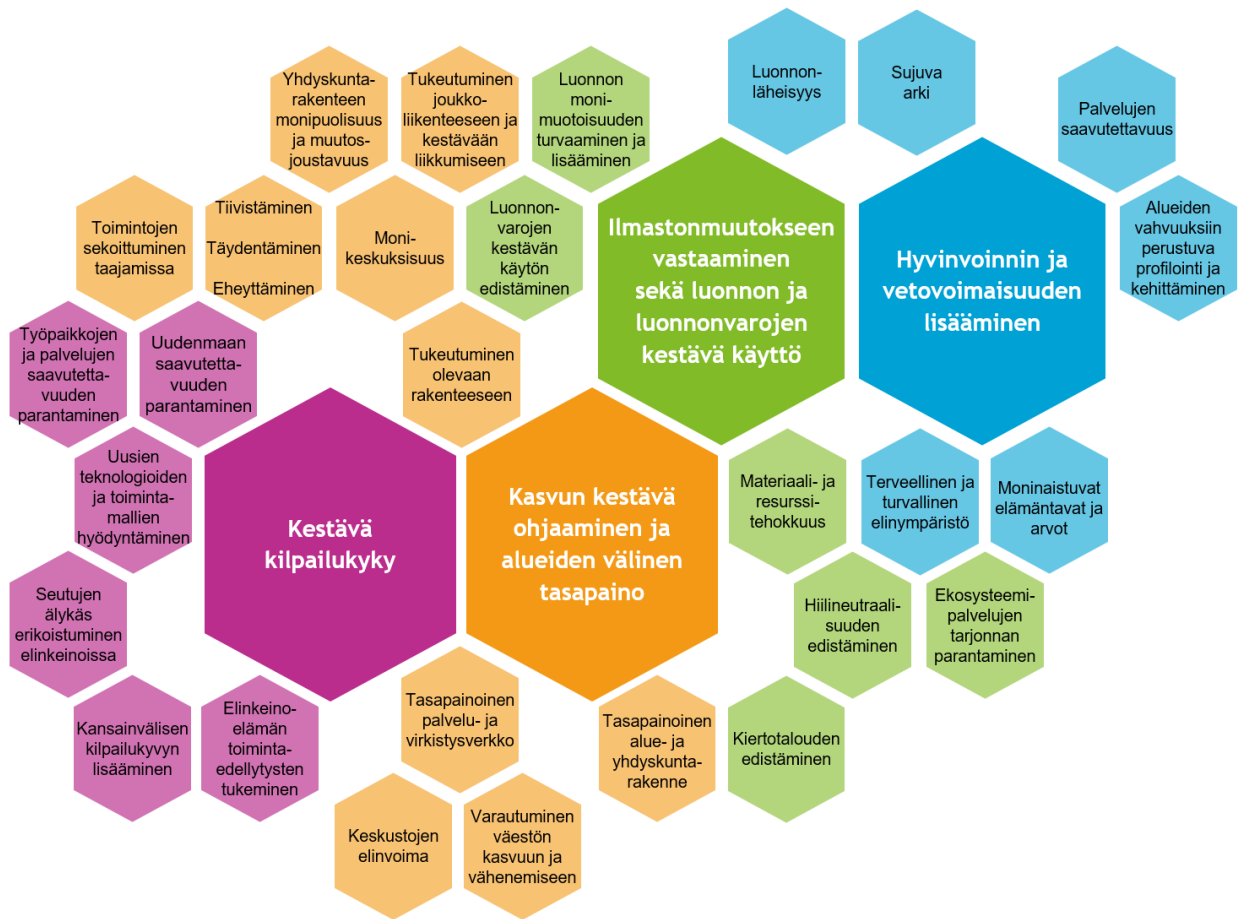 Luonnon-
läheisyys
Sujuva
arki
Palvelujen
saavutettavuus
Yhdyskunta-
rakenteen
monipuolisuus
ja muutos-
joustavuus
Tukeutuminen
joukko-
liikenteeseen ja
kestävään
liikkumiseen
Luonnon
moni-
muotoisuuden
turvaaminen ja
lisääminen
Toimintojen
sekoittuminen
taajamissa
Tiivistäminen
Täydentäminen
Eheyttäminen
Moni-
keskuksisuus
Luonnon-
varojen
kestävän
käytön
edistäminen
Ilmastonmuutokseen
vastaaminen
sekä luonnon ja
luonnonvarojen
kestävä käyttö
Hyvinvoinnin ja
vetovoimaisuuden
lisääminen
Alueiden
vahvuuksiin
perustuva
profilointi ja
kehittäminen
Työpaikkojen
ja palvelujen
saavutetta-
vuuden
parantaminen
Uudenmaan
saavutetta-
vuuden
parantaminen
Tukeutuminen
olevaan
rakenteeseen
Uusien
teknologioiden
ja toiminta-
mallien
hyödyntäminen
Kestävä
kilpailukyky
Kasvun kestävä
ohjaaminen ja
alueiden välinen
tasapaino
Materiaali- ja
resurssi-
tehokkuus
Terveellinen ja
turvallinen
elinympäristö
Moninaistuvat
elämäntavat ja
arvot
Seutujen
älykäs
erikoistuminen
elinkeinoissa
Hiilineutraali-
suuden
edistäminen
Ekosysteemi-
palvelujen
tarjonnan
parantaminen
Kansainvälisen
kilpailukyvyn
lisääminen
Elinkeino-
elämän
toiminta-
edellytysten
tukeminen
Tasapainoinen
palvelu- ja
virkistysverkko
Tasapainoinen
alue- ja
yhdyskunta-
rakenne
Kiertotalouden
edistäminen
Keskustojen
elinvoima
Varautuminen
väestön
kasvuun ja
vähenemiseen